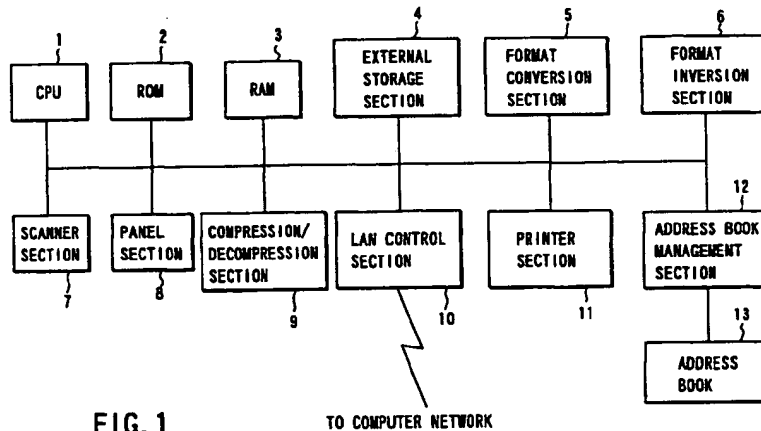 1
2
3
4
5
6
CPU
ROM
RAM
EXTERNAL
STORAGE
SECTION
FORMAT
CONVERSION
SECTION
FORMAT
INVERSION
SECTION
SCANNER
SECTION
7
PANEL
SECTION
8
COMPRESSION/
DECOMPRESSION
SECTION
9
LAN CONTROL
SECTION
10
PRINTER
SECTION
11
12
ADDRESS BOOK
MANAGEMENT
SECTION
13
ADDRESS
BOOK
FIG. 1
TO COMPUTER NETWORK